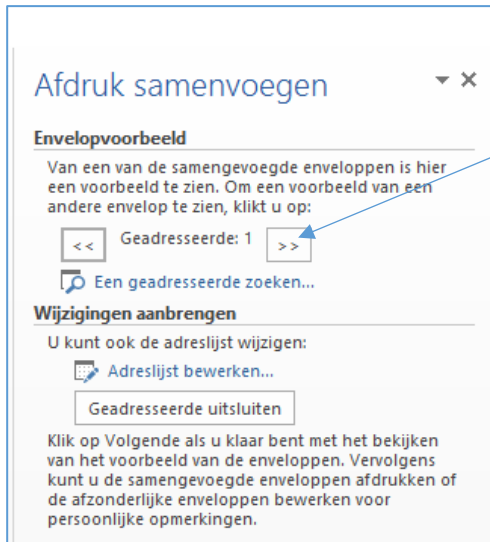 Afdruk samenvoegen
Envelopvoorbeeld
Van een van de samengevoegde enveloppen is hier
een voorbeeld te zien. Om een voorbeeld van een
andere envelop te zien, klikt u op:
<< Geadresseerde: 1 >>
Een geadresseerde zoeken...
Wijzigingen aanbrengen
U kunt ook de adreslijst wijzigen:
Adreslijst bewerken...
Geadresseerde uitsluiten
Klik op Volgende als u klaar bent met het bekijken
van het voorbeeld van de enveloppen. Vervolgens
kunt u de samengevoegde enveloppen afdrukken of
de afzonderlijke enveloppen bewerken voor
persoonlijke opmerkingen.